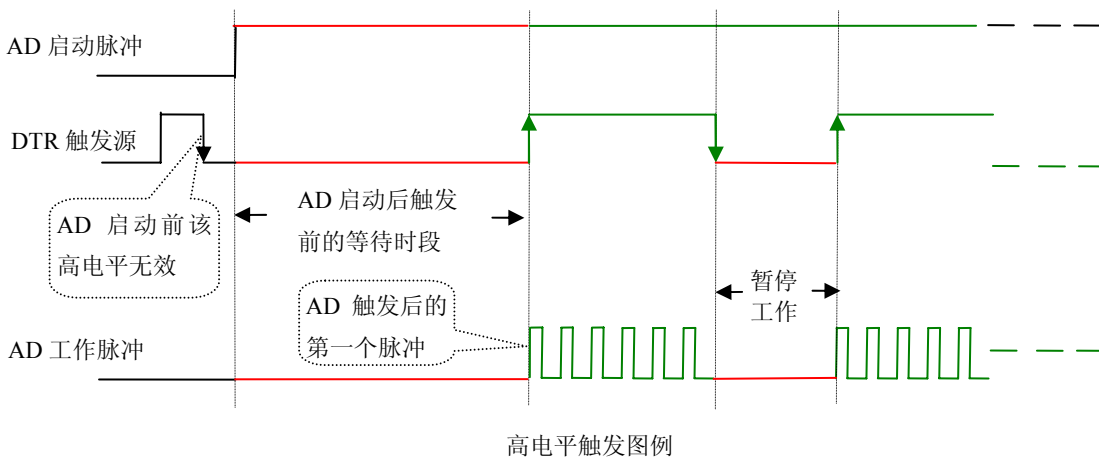 AD 启动脉冲
DTR 触发源
AD 启动前该
高电平无效
AD 启动后触发
前的等待时段
AD 触发后的
第一个脉冲
暂停
工作
AD 工作脉冲
高电平触发图例